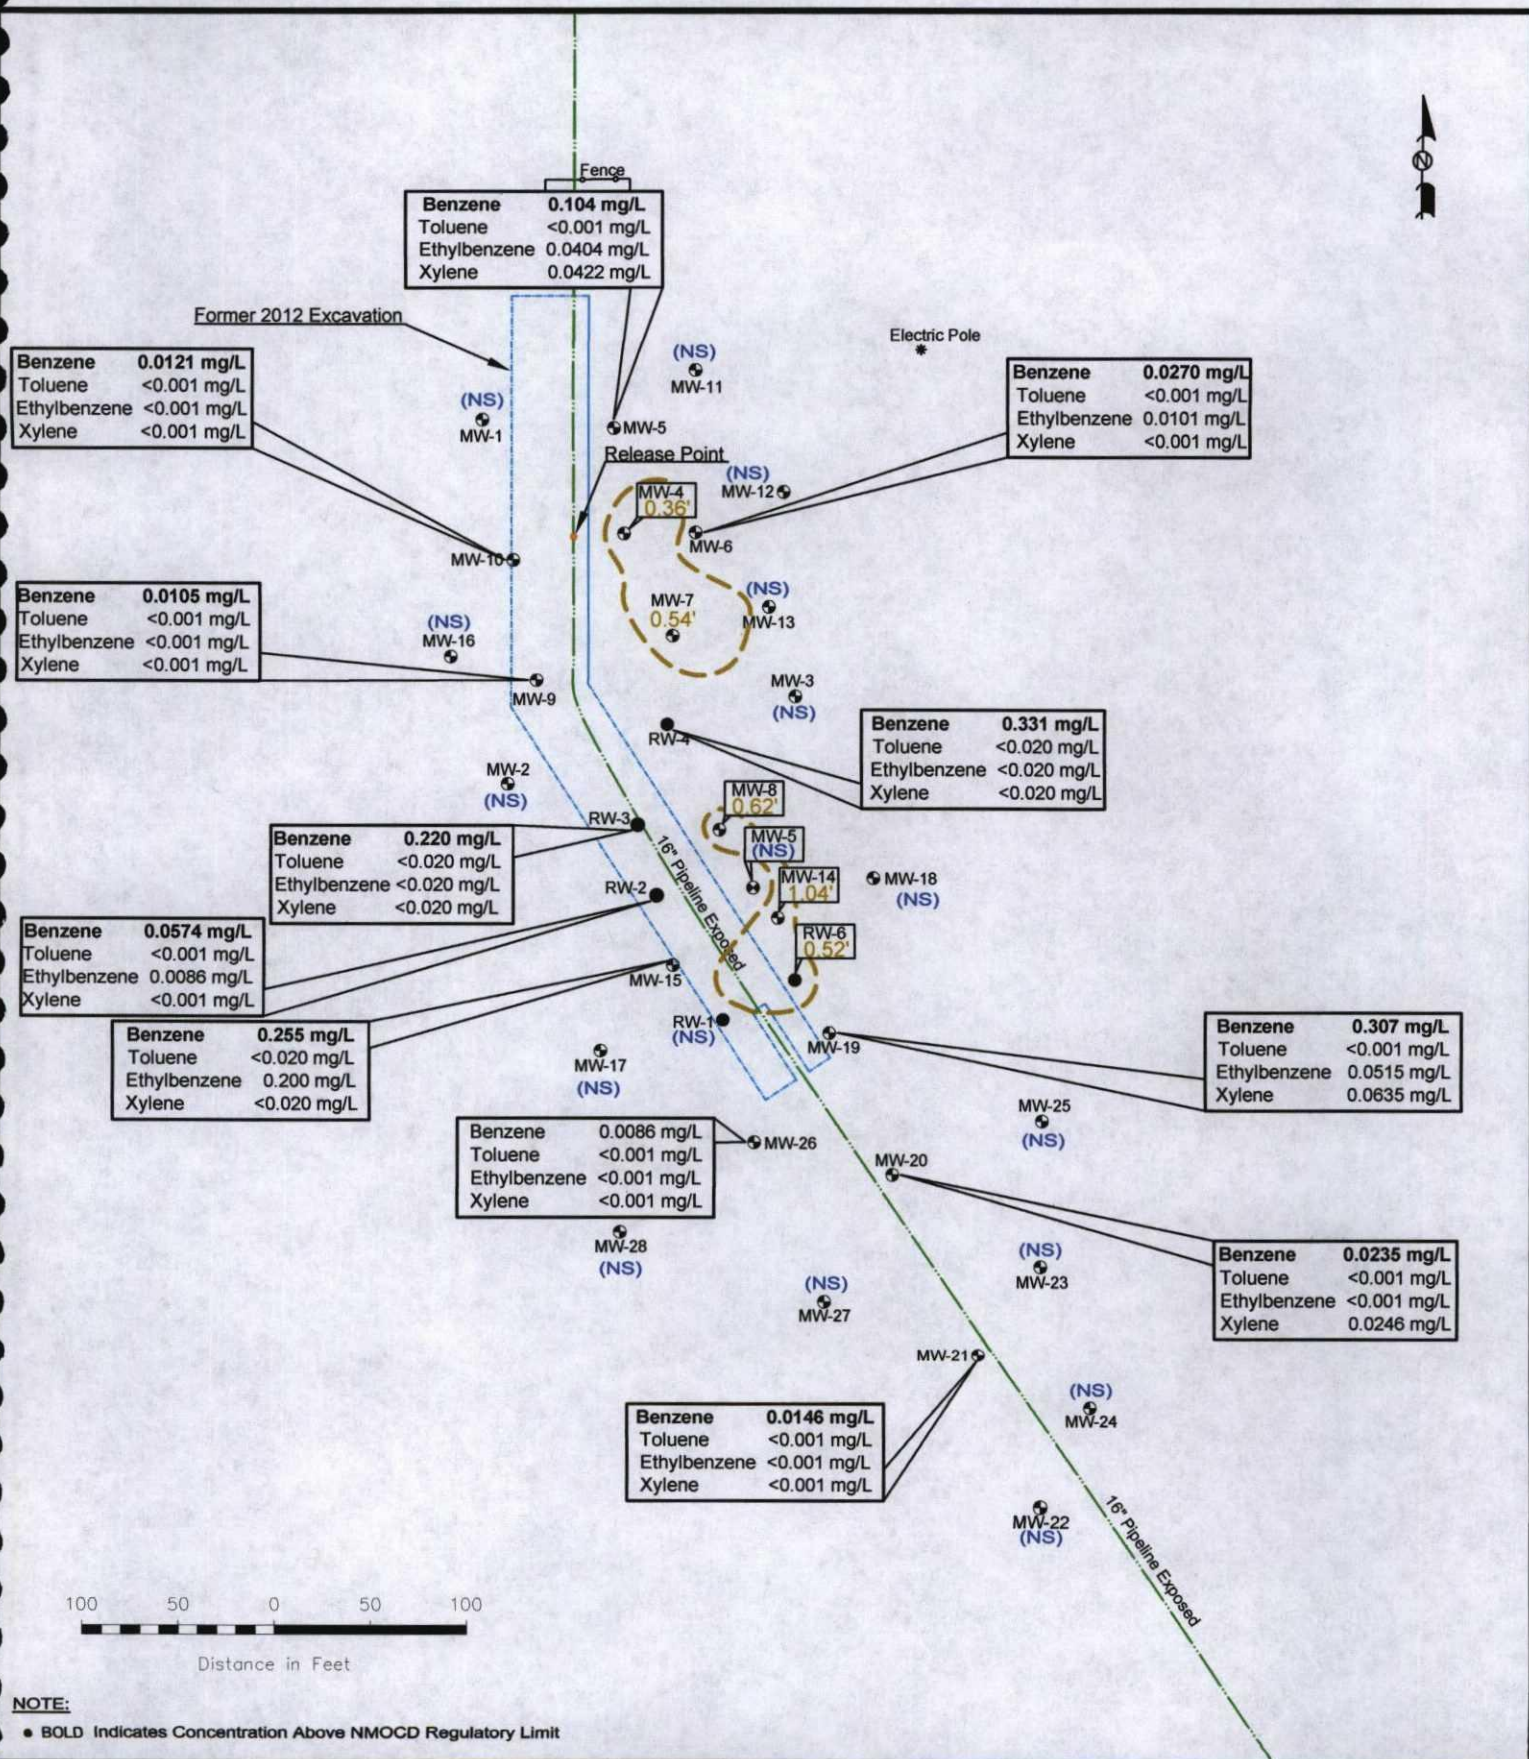 Fence
Benzene 0.104 mg/L
Toluene <0.001 mg/L
Ethylbenzene 0.0404 mg/L
Xylene 0.0422 mg/L
N
Former 2012 Excavation
Electric Pole
Benzene 0.0121 mg/L
Toluene <0.001 mg/L
Ethylbenzene <0.001 mg/L
Xylene <0.001 mg/L
(NS)
MW-1
(NS)
MW-11
MW-5
Benzene 0.0270 mg/L
Toluene <0.001 mg/L
Ethylbenzene 0.0101 mg/L
Xylene <0.001 mg/L
Release Point
(NS)
MW-12
MW-4
0.36'
MW-6
MW-10
Benzene 0.0105 mg/L
Toluene <0.001 mg/L
Ethylbenzene <0.001 mg/L
Xylene <0.001 mg/L
(NS)
MW-16
MW-7
0.54'
(NS)
MW-13
MW-9
MW-3
(NS)
RW-4
Benzene 0.331 mg/L
Toluene <0.020 mg/L
Ethylbenzene <0.020 mg/L
Xylene <0.020 mg/L
MW-2
(NS)
MW-8
0.62'
RW-3
Benzene 0.220 mg/L
Toluene <0.020 mg/L
Ethylbenzene <0.020 mg/L
Xylene <0.020 mg/L
16" Pipeline Exposed
MW-5
(NS)
MW-14
1.04'
MW-18
(NS)
RW-2
Benzene 0.0574 mg/L
Toluene <0.001 mg/L
Ethylbenzene 0.0086 mg/L
Xylene <0.001 mg/L
RW-6
0.52'
MW-15
Benzene 0.255 mg/L
Toluene <0.020 mg/L
Ethylbenzene 0.200 mg/L
Xylene <0.020 mg/L
RW-1
(NS)
MW-19
Benzene 0.307 mg/L
Toluene <0.001 mg/L
Ethylbenzene 0.0515 mg/L
Xylene 0.0635 mg/L
MW-17
(NS)
MW-25
(NS)
Benzene 0.0086 mg/L
Toluene <0.001 mg/L
Ethylbenzene <0.001 mg/L
Xylene <0.001 mg/L
MW-26
MW-20
MW-28
(NS)
(NS)
MW-23
Benzene 0.0235 mg/L
Toluene <0.001 mg/L
Ethylbenzene <0.001 mg/L
Xylene 0.0246 mg/L
(NS)
MW-27
MW-21
(NS)
MW-24
Benzene 0.0146 mg/L
Toluene <0.001 mg/L
Ethylbenzene <0.001 mg/L
Xylene <0.001 mg/L
MW-22
(NS)
16" Pipeline Exposed
100 50 0 50 100
Distance in Feet
NOTE:
• BOLD Indicates Concentration Above NMOCD Regulatory Limit